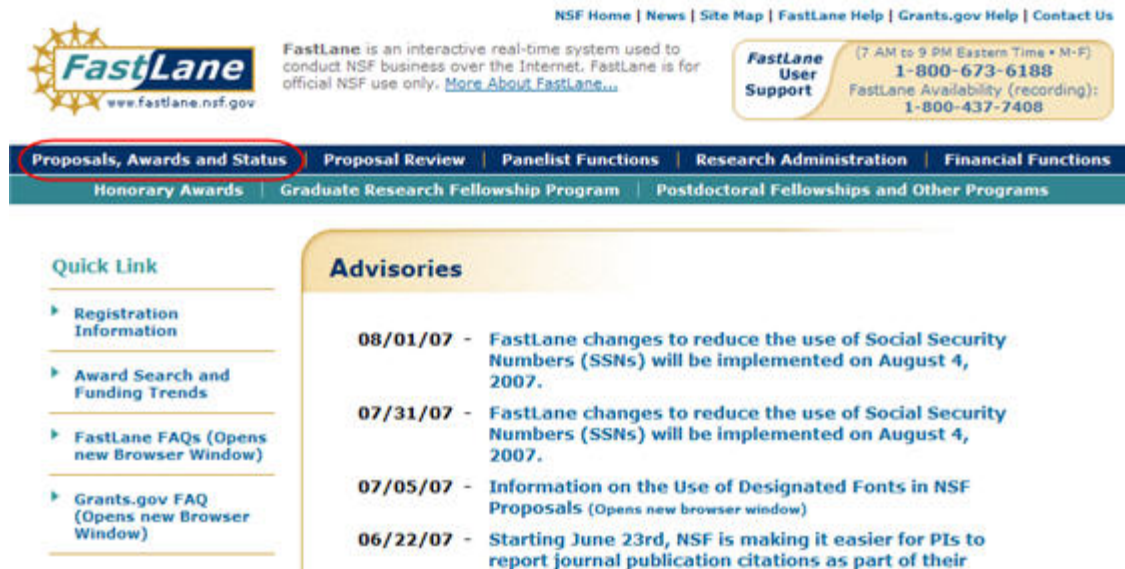 NSF Home | News | Site Map | FastLane Help | Grants.gov Help | Contact Us
FastLane
www.fastlane.nsf.gov
FastLane is an interactive real-time system used to
conduct NSF business over the Internet. FastLane is for
official NSF use only. More About FastLane...
FastLane
User
Support
(7 AM to 9 PM Eastern Time • M-F)
1-800-673-6188
FastLane Availability (recording):
1-800-437-7408
Proposals, Awards and Status | Proposal Review | Panelist Functions | Research Administration | Financial Functions
Honorary Awards | Graduate Research Fellowship Program | Postdoctoral Fellowships and Other Programs
Quick Link
Registration
Information
Award Search and
Funding Trends
FastLane FAQs (Opens
new Browser Window)
Grants.gov FAQ
(Opens new Browser
Window)
Advisories
08/01/07 - FastLane changes to reduce the use of Social Security
Numbers (SSNs) will be implemented on August 4,
2007.
07/31/07 - FastLane changes to reduce the use of Social Security
Numbers (SSNs) will be implemented on August 4,
2007.
07/05/07 - Information on the Use of Designated Fonts in NSF
Proposals (Opens new browser window)
06/22/07 - Starting June 23rd, NSF is making it easier for PIs to
report journal publication citations as part of their